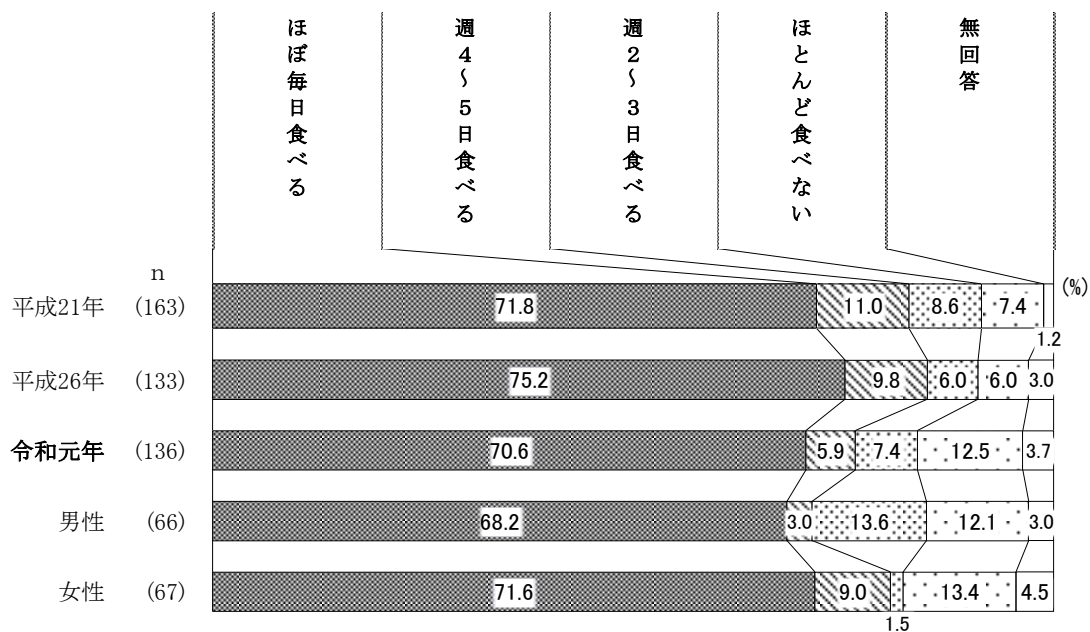 ほぼ毎日食べる
週4～5日食べる
週2～3日食べる
ほとんど食べない
無回答
n
(%)
平成21年 (163) 71.8 11.0 8.6 7.4 1.2
平成26年 (133) 75.2 9.8 6.0 6.0 3.0
令和元年 (136) 70.6 5.9 7.4 12.5 3.7
男性 (66) 68.2 3.0 13.6 12.1 3.0
女性 (67) 71.6 9.0 1.5 13.4 4.5